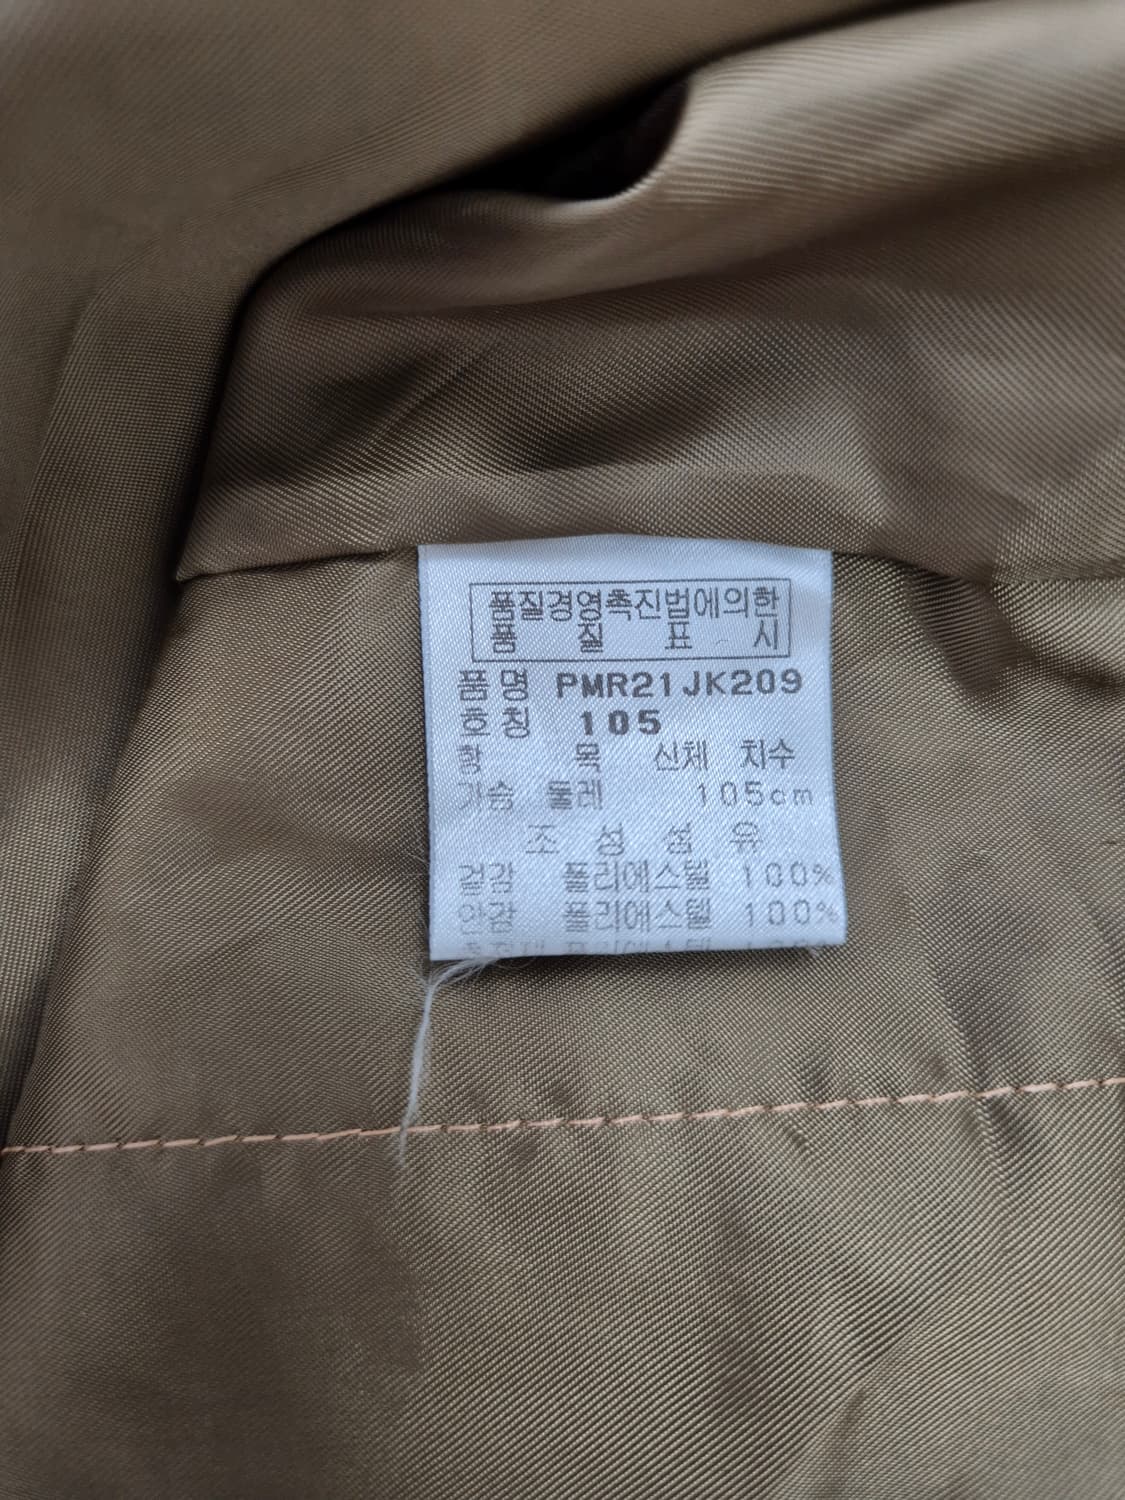 품질경영촉진법에의한
품 질 표 시
품 명 PMR21JK209
호 칭 105
항 목 신체 치수
가슴 둘레 105cm
조 성 섬 유
겉감 폴리에스텔 100%
안감 폴리에스텔 100%